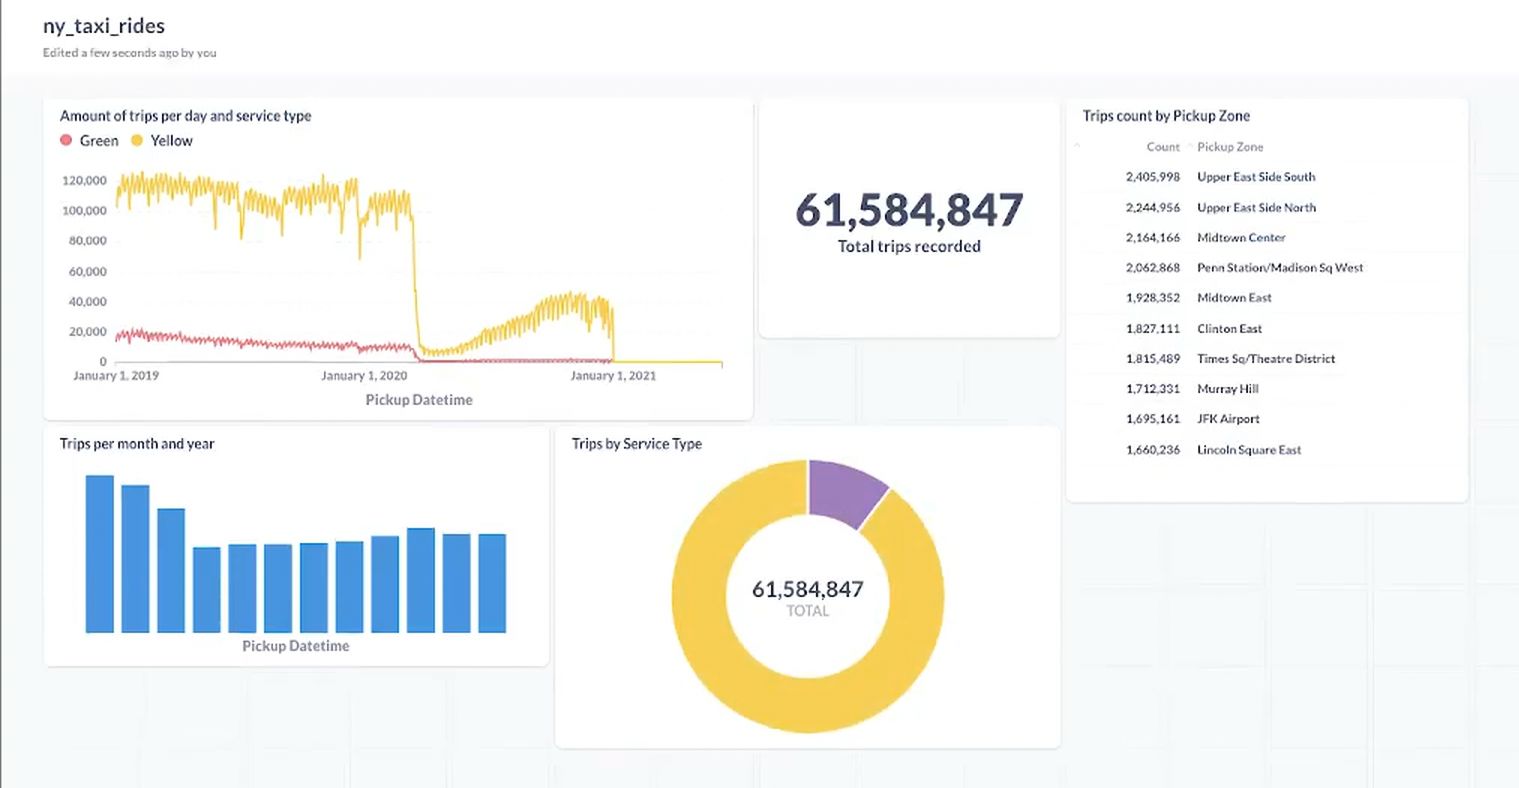 ny_taxi_rides
Edited a few seconds ago by you
Amount of trips per day and service type
Green Yellow
120,000
100,000
80,000
60,000
40,000
20,000
0
January 1, 2019 January 1, 2020 January 1, 2021
Pickup Datetime
61,584,847
Total trips recorded
Trips count by Pickup Zone
Count Pickup Zone
2,405,998 Upper East Side South
2,244,956 Upper East Side North
2,164,166 Midtown Center
2,062,868 Penn Station/Madison Sq West
1,928,352 Midtown East
1,827,111 Clinton East
1,815,489 Times Sq/Theatre District
1,712,331 Murray Hill
1,695,161 JFK Airport
1,660,236 Lincoln Square East
Trips per month and year
Pickup Datetime
Trips by Service Type
61,584,847
TOTAL